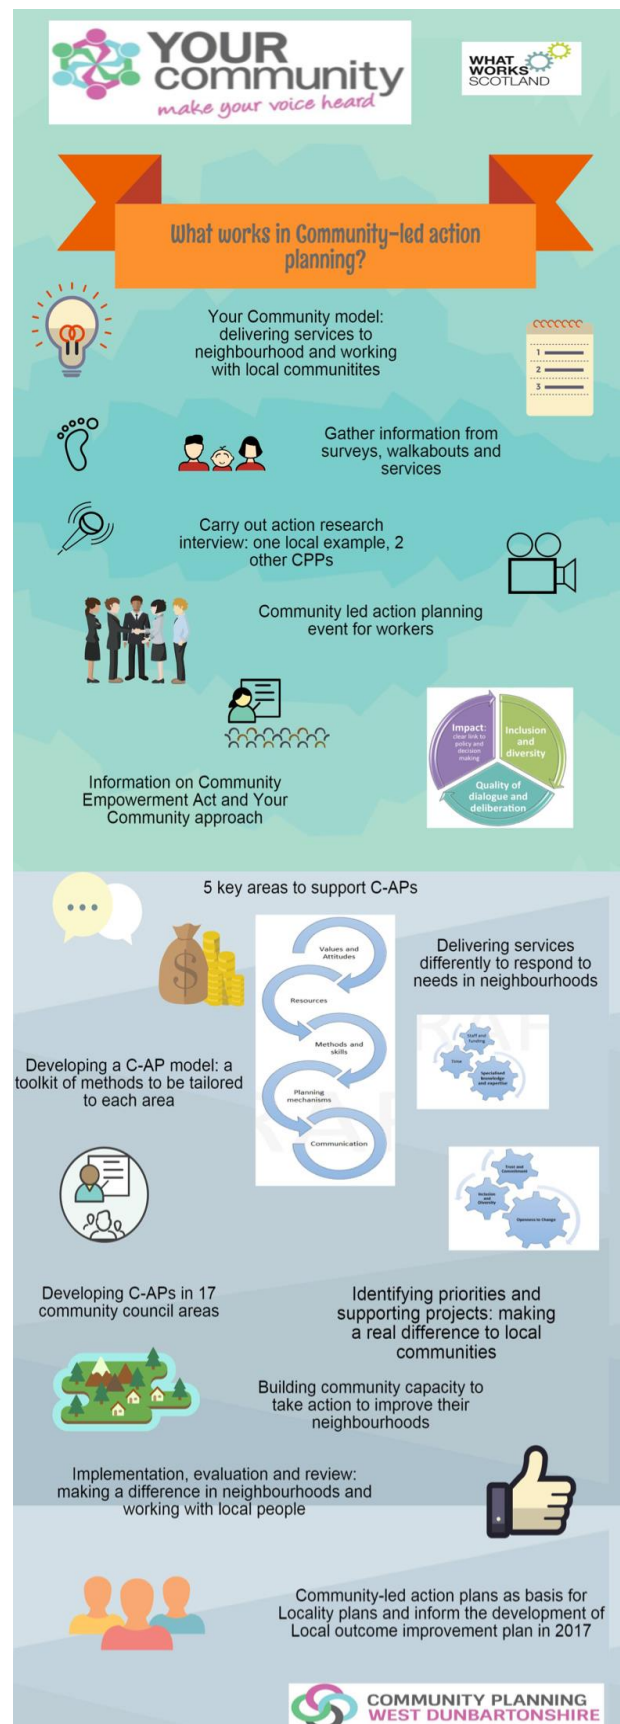 YOUR
community
make your voice heard
WHAT
WORKS
SCOTLAND
What works in Community-led action
planning?
Your Community model:
delivering services to
neighbourhood and working
with local communitites
1
2
3
Gather information from
surveys, walkabouts and
services
Carry out action research
interview: one local example, 2
other CPPs
Community led action planning
event for workers
Impact:
clear link to
policy and
decision
making
Inclusion
and
diversity
Quality of
dialogue and
deliberation
Information on Community
Empowerment Act and Your
Community approach
5 key areas to support C-APs
$
Values and
Attitudes
Resources
Methods and
skills
Planning
mechanisms
Communication
Delivering services
differently to respond to
needs in neighbourhoods
Staff and
funding
Time
Specialised
knowledge
and expertise
Developing a C-AP model: a
toolkit of methods to be tailored
to each area
Trust and
Commitment
Inclusion
and
Diversity
Openness to Change
Developing C-APs in 17
community council areas
Identifying priorities and
supporting projects: making
a real difference to local
communities
Building community capacity to
take action to improve their
neighbourhoods
Implementation, evaluation and review:
making a difference in neighbourhoods and
working with local people
Community-led action plans as basis for
Locality plans and inform the development of
Local outcome improvement plan in 2017
COMMUNITY PLANNING
WEST DUNBARTONSHIRE